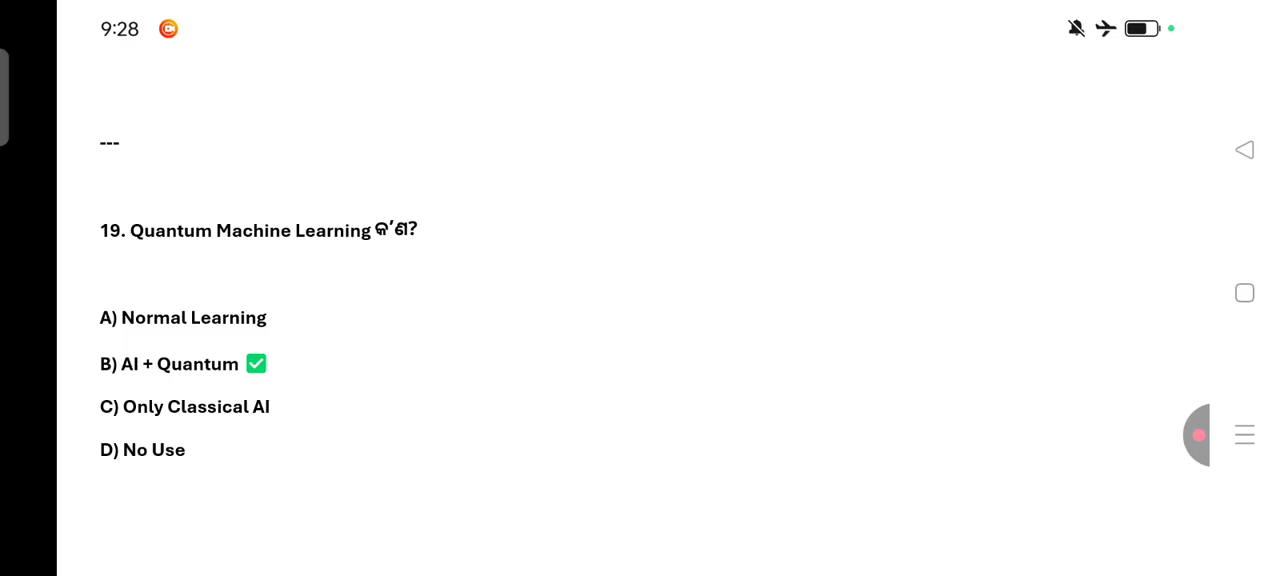 9:28
---
19. Quantum Machine Learning କ'ଣ?
A) Normal Learning
B) AI + Quantum ✅
C) Only Classical AI
D) No Use